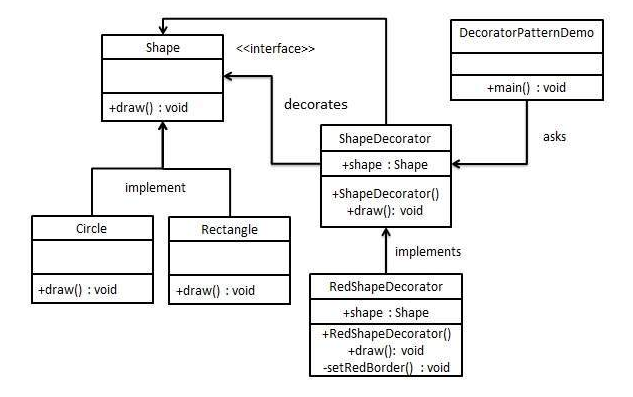 Shape
<<interface>>
+draw() : void
DecoratorPatternDemo
+main() : void
decorates
asks
ShapeDecorator
+shape : Shape
+ShapeDecorator()
+draw(): void
implement
Circle
+draw() : void
Rectangle
+draw() : void
implements
RedShapeDecorator
+shape : Shape
+RedShapeDecorator()
+draw(): void
-setRedBorder() : void